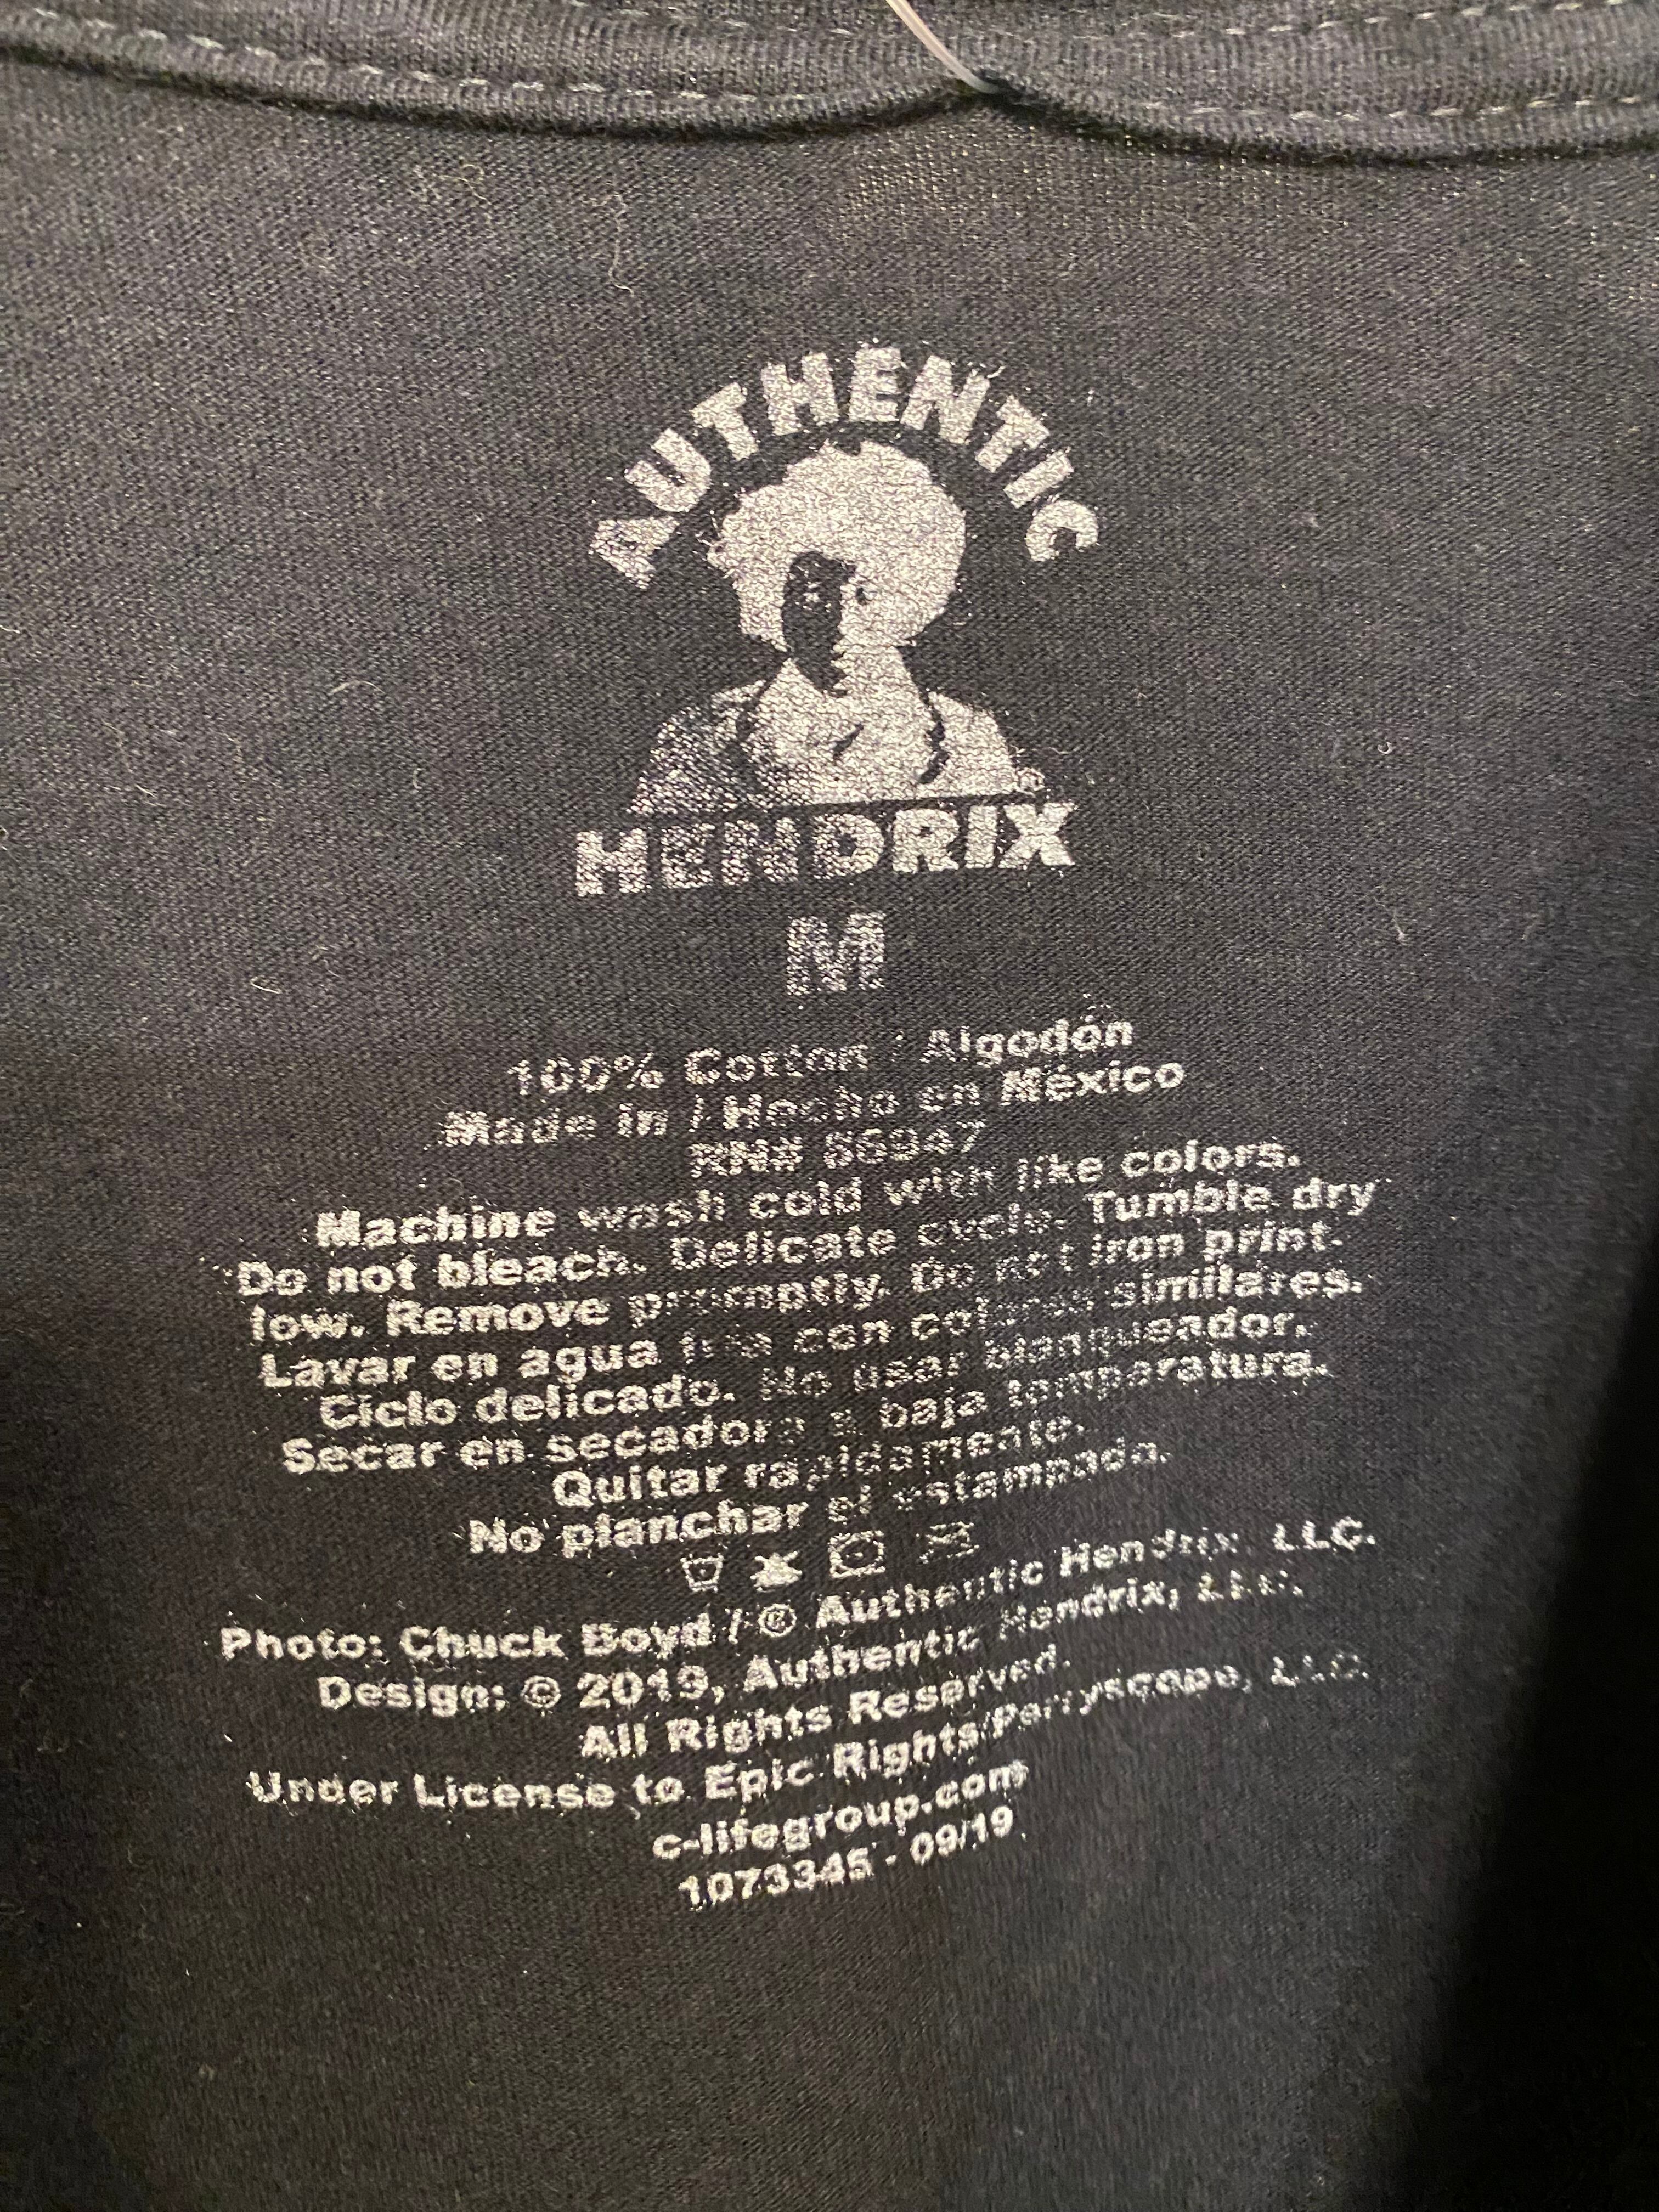 AUTHENTIC
HENDRIX
M
100% Cotton / Algodón
Made in / Hecho en México
RN# 86947
Machine wash cold with like colors.
Do not bleach. Delicate cycle. Tumble dry
low. Remove promptly. Do not iron print.
Lavar en agua fria con colores similares.
Ciclo delicado. No usar blanqueador.
Secar en secadora a baja temparatura.
Quitar rapidamente.
No planchar el estampado.
Photo: Chuck Boyd / © Authentic Hendrix, LLC.
Design: © 2019, Authentic Hendrix, LLC.
All Rights Reserved.
Under License to Epic Rights/Perryscope, LLC.
c-lifegroup.com
1073345 - 09/19